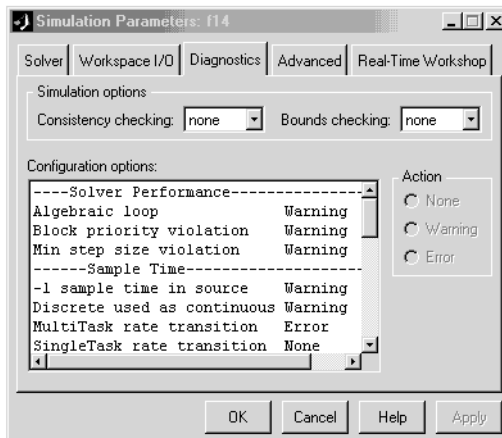 Simulation Parameters: f14
Solver Workspace I/O Diagnostics Advanced Real-Time Workshop
Simulation options
Consistency checking: none Bounds checking: none
Configuration options:
Action
----Solver Performance----------------
Algebraic loop Warning
Block priority violation Warning
Min step size violation Warning
------Sample Time---------------------
-1 sample time in source Warning
Discrete used as continuous Warning
MultiTask rate transition Error
SingleTask rate transition None
None
Warning
Error
OK Cancel Help Apply